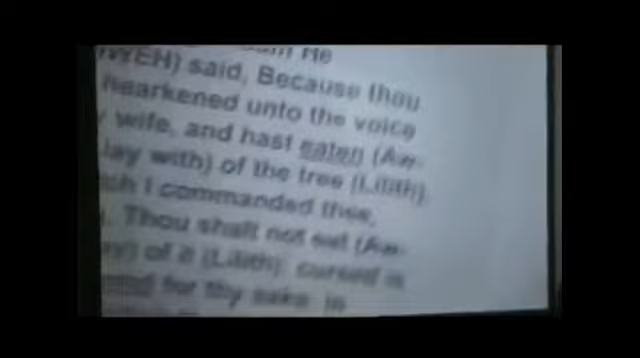 He
YHWYEH) said, Because thou
hearkened unto the voice
wife, and hast eaten (Aw-
lay with) of the tree (Lilith)
I commanded thee,
. Thou shalt not eat (Aw-
of it (Lilith): cursed is
for thy sake: in